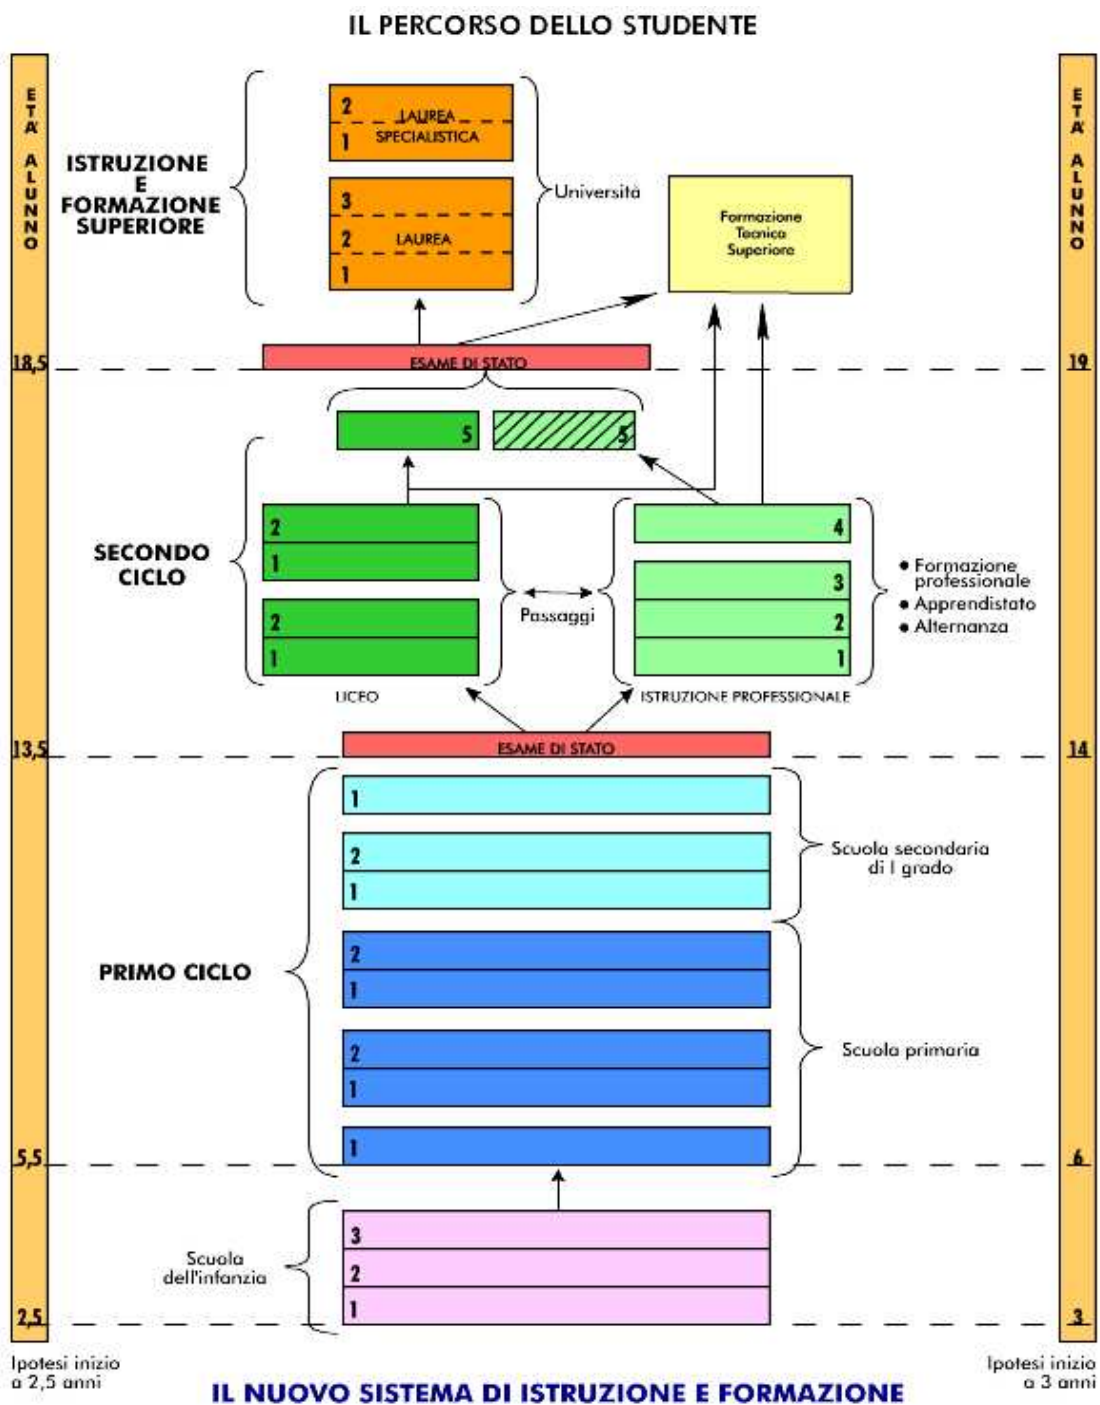 IL PERCORSO DELLO STUDENTE
ETÀ ALUNNO
ETÀ ALUNNO
ISTRUZIONE
E
FORMAZIONE
SUPERIORE
2
LAUREA
SPECIALISTICA
1
3
2
LAUREA
1
Università
Formazione
Tecnica
Superiore
18,5
ESAME DI STATO
19
5
5
SECONDO
CICLO
2
1
2
1
LICEO
Passaggi
4
3
2
1
ISTRUZIONE PROFESSIONALE
• Formazione
professionale
• Apprendistato
• Alternanza
13,5
ESAME DI STATO
14
PRIMO CICLO
1
2
1
Scuola secondaria
di I grado
2
1
2
1
1
Scuola primaria
5,5
6
Scuola
dell'infanzia
3
2
1
2,5
3
Ipotesi inizio
a 2,5 anni
Ipotesi inizio
a 3 anni
IL NUOVO SISTEMA DI ISTRUZIONE E FORMAZIONE